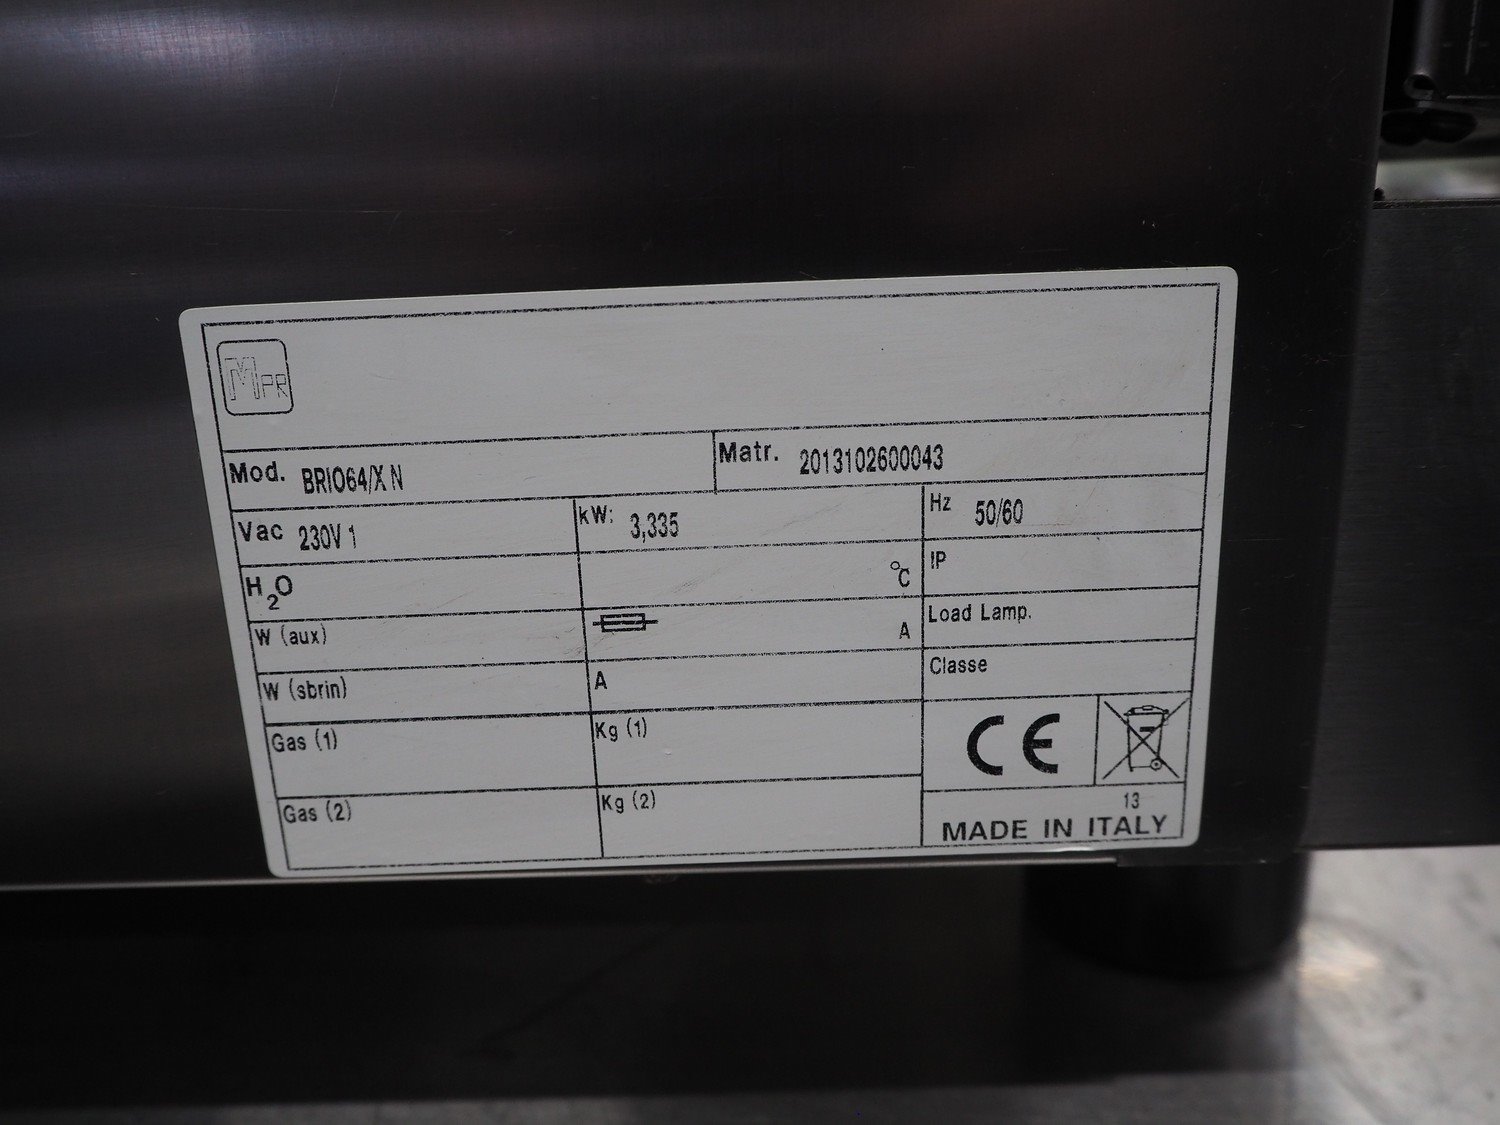 MPR
Mod. BRIO64/X N Matr. 2013102600043
Vac 230V 1 kW: 3,335 Hz 50/60
H2O °C IP
W (aux) A Load Lamp.
W (sbrin) A Classe
Gas (1) Kg (1) CE
Gas (2) Kg (2) 13
MADE IN ITALY